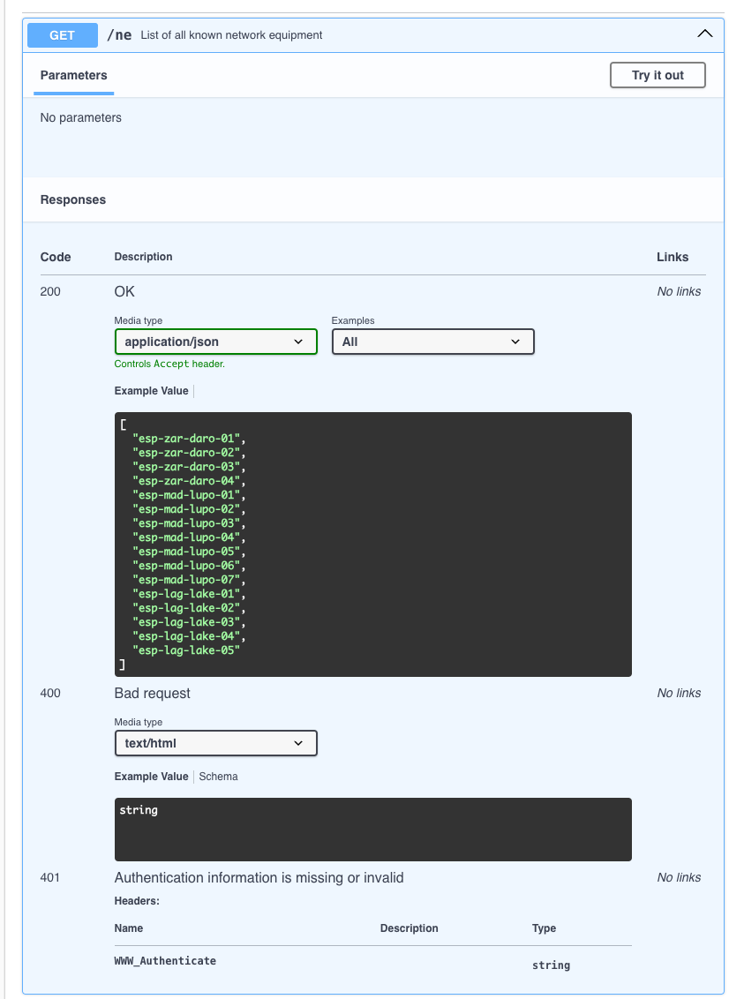 GET /ne List of all known network equipment
Parameters
Try it out
No parameters
Responses
Code Description Links
200 OK No links
Media type Examples
application/json All
Controls Accept header.
Example Value
[
"esp-zar-daro-01",
"esp-zar-daro-02",
"esp-zar-daro-03",
"esp-zar-daro-04",
"esp-mad-lupo-01",
"esp-mad-lupo-02",
"esp-mad-lupo-03",
"esp-mad-lupo-04",
"esp-mad-lupo-05",
"esp-mad-lupo-06",
"esp-mad-lupo-07",
"esp-lag-lake-01",
"esp-lag-lake-02",
"esp-lag-lake-03",
"esp-lag-lake-04",
"esp-lag-lake-05"
]
400 Bad request No links
Media type
text/html
Example Value Schema
string
401 Authentication information is missing or invalid No links
Headers:
Name Description Type
WWW_Authenticate string